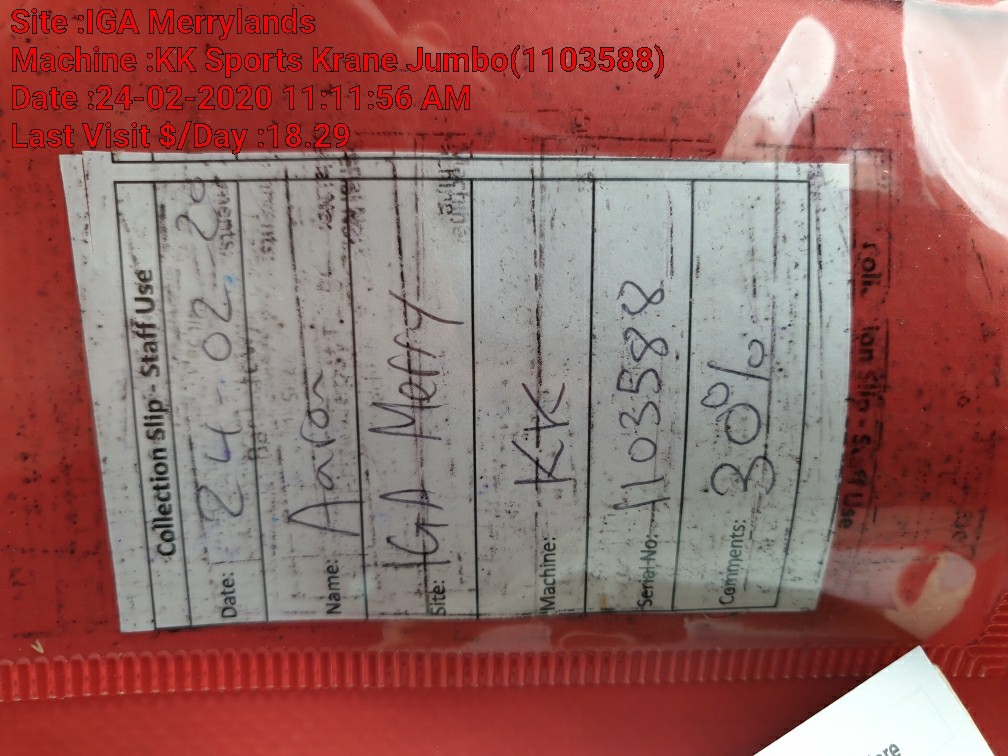 Site :IGA Merrylands
Machine :KK Sports Krane Jumbo(1103588)
Date :24-02-2020 11:11:56 AM
Last Visit $/Day :18.29
Collection Slip - Staff Use
Date: 24-02-20
Name: Aaron
Site: IGA Merry
Machine: KK
Serial No: 1103588
Comments: 30%